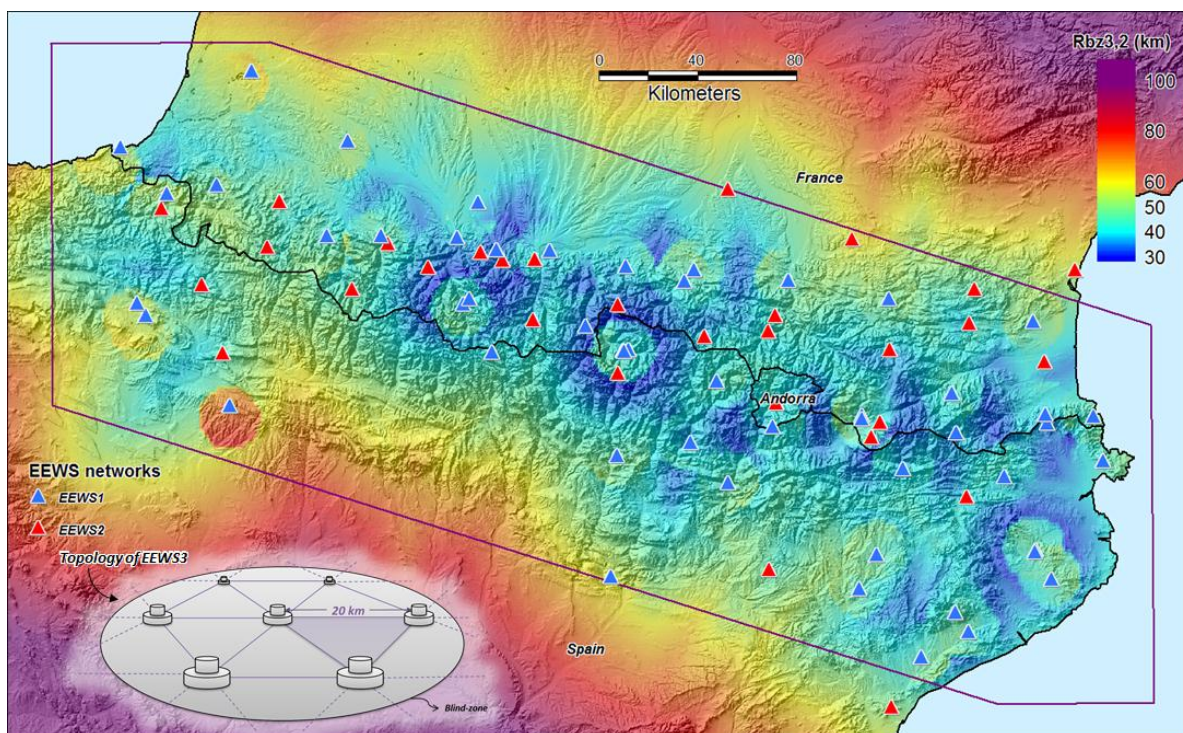 Rbz3,2 (km)
0 40 80
Kilometers
100
80
60
50
40
30
France
Andorra
EEWS networks
EEWS1
EEWS2
Topology of EEWS3
20 km
Blind-zone
Spain